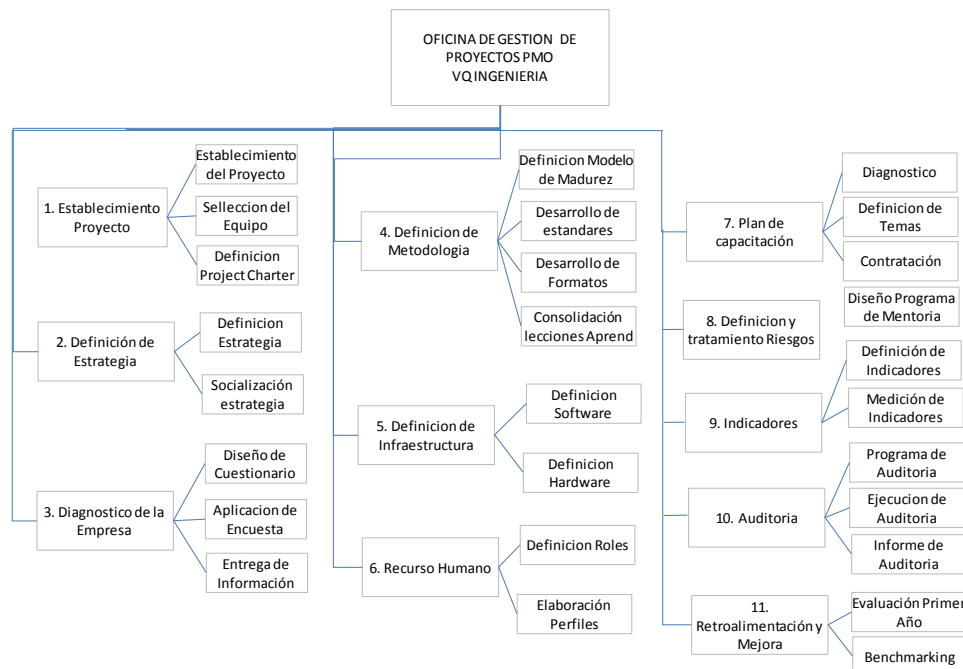 OFICINA DE GESTION DE
PROYECTOS PMO
VQ INGENIERIA
1. Establecimiento
Proyecto
Establecimiento
del Proyecto
Selleccion del
Equipo
Definicion
Project Charter
2. Definición de
Estrategia
Definicion
Estrategia
Socialización
estrategia
3. Diagnostico de la
Empresa
Diseño de
Cuestionario
Aplicacion de
Encuesta
Entrega de
Información
4. Definicion de
Metodologia
Definicion Modelo
de Madurez
Desarrollo de
estandares
Desarrollo de
Formatos
Consolidación
lecciones Aprend
5. Definicion de
Infraestructura
Definicion
Software
Definicion
Hardware
6. Recurso Humano
Definicion Roles
Elaboración
Perfiles
7. Plan de
capacitación
Diagnostico
Definicion de
Temas
Contratación
Diseño Programa
de Mentoria
8. Definicion y
tratamiento Riesgos
9. Indicadores
Definición de
Indicadores
Medición de
Indicadores
10. Auditoria
Programa de
Auditoria
Ejecucion de
Auditoria
Informe de
Auditoria
11.
Retroalimentación y
Mejora
Evaluación Primer
Año
Benchmarking